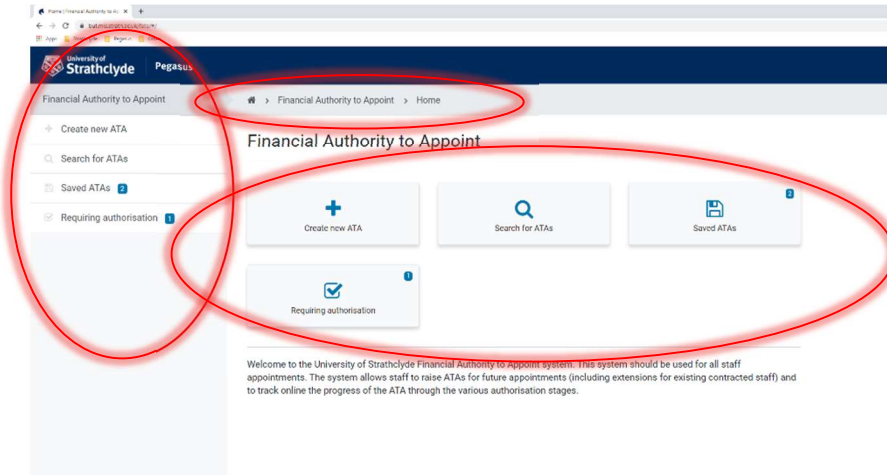 Home | Financial Authority to Au
Apps
Pegasus
University of
Strathclyde
Pegasus
Financial Authority to Appoint
Financial Authority to Appoint > Home
Create new ATA
Search for ATAs
Saved ATAs 2
Requiring authorisation 1
Financial Authority to Appoint
Create new ATA
Search for ATAs
2
Saved ATAs
1
Requiring authorisation
Welcome to the University of Strathclyde Financial Authority to Appoint system. This system should be used for all staff
appointments. The system allows staff to raise ATAs for future appointments (including extensions for existing contracted staff) and
to track online the progress of the ATA through the various authorisation stages.